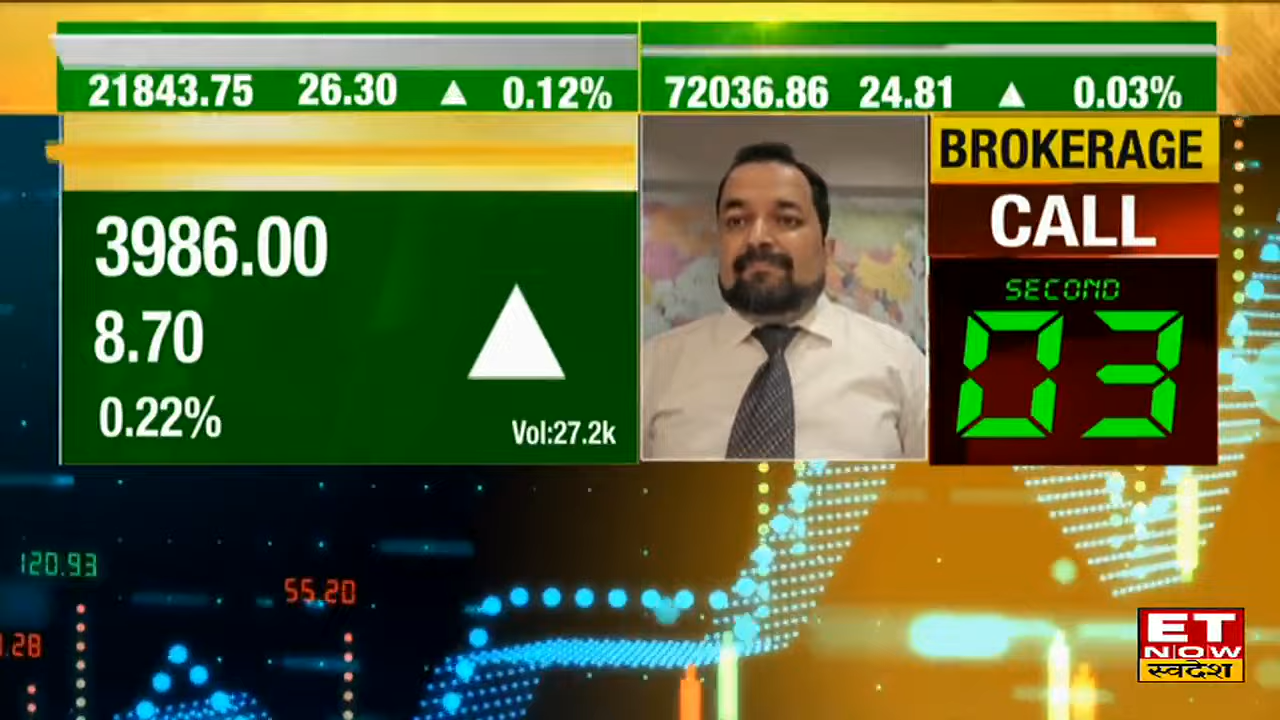 21843.75 26.30 ▲ 0.12%
72036.86 24.81 ▲ 0.03%
3986.00
8.70
0.22%
Vol:27.2k
BROKERAGE
CALL
SECOND
03
120.93
55.20
.28
ET
NOW
स्वदेश